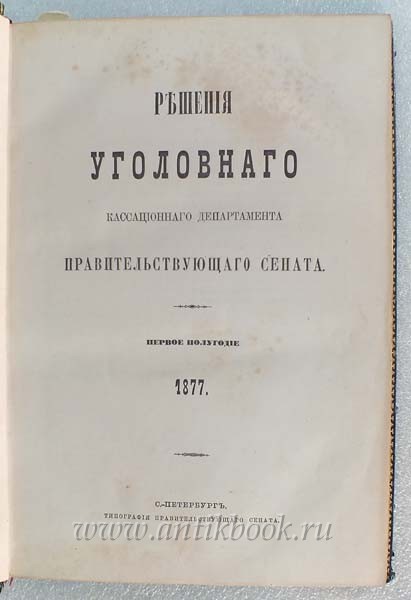 РѢШЕНІЯ
УГОЛОВНАГО
КАССАЦІОННАГО ДЕПАРТАМЕНТА
ПРАВИТЕЛЬСТВУЮЩАГО СЕНАТА.
ПЕРВОЕ ПОЛУГОДІЕ
1877.
С.-ПЕТЕРБУРГЪ,
ТИПОГРАФІЯ ПРАВИТЕЛЬСТВУЮЩАГО СЕНАТА.
www.antikbook.ru